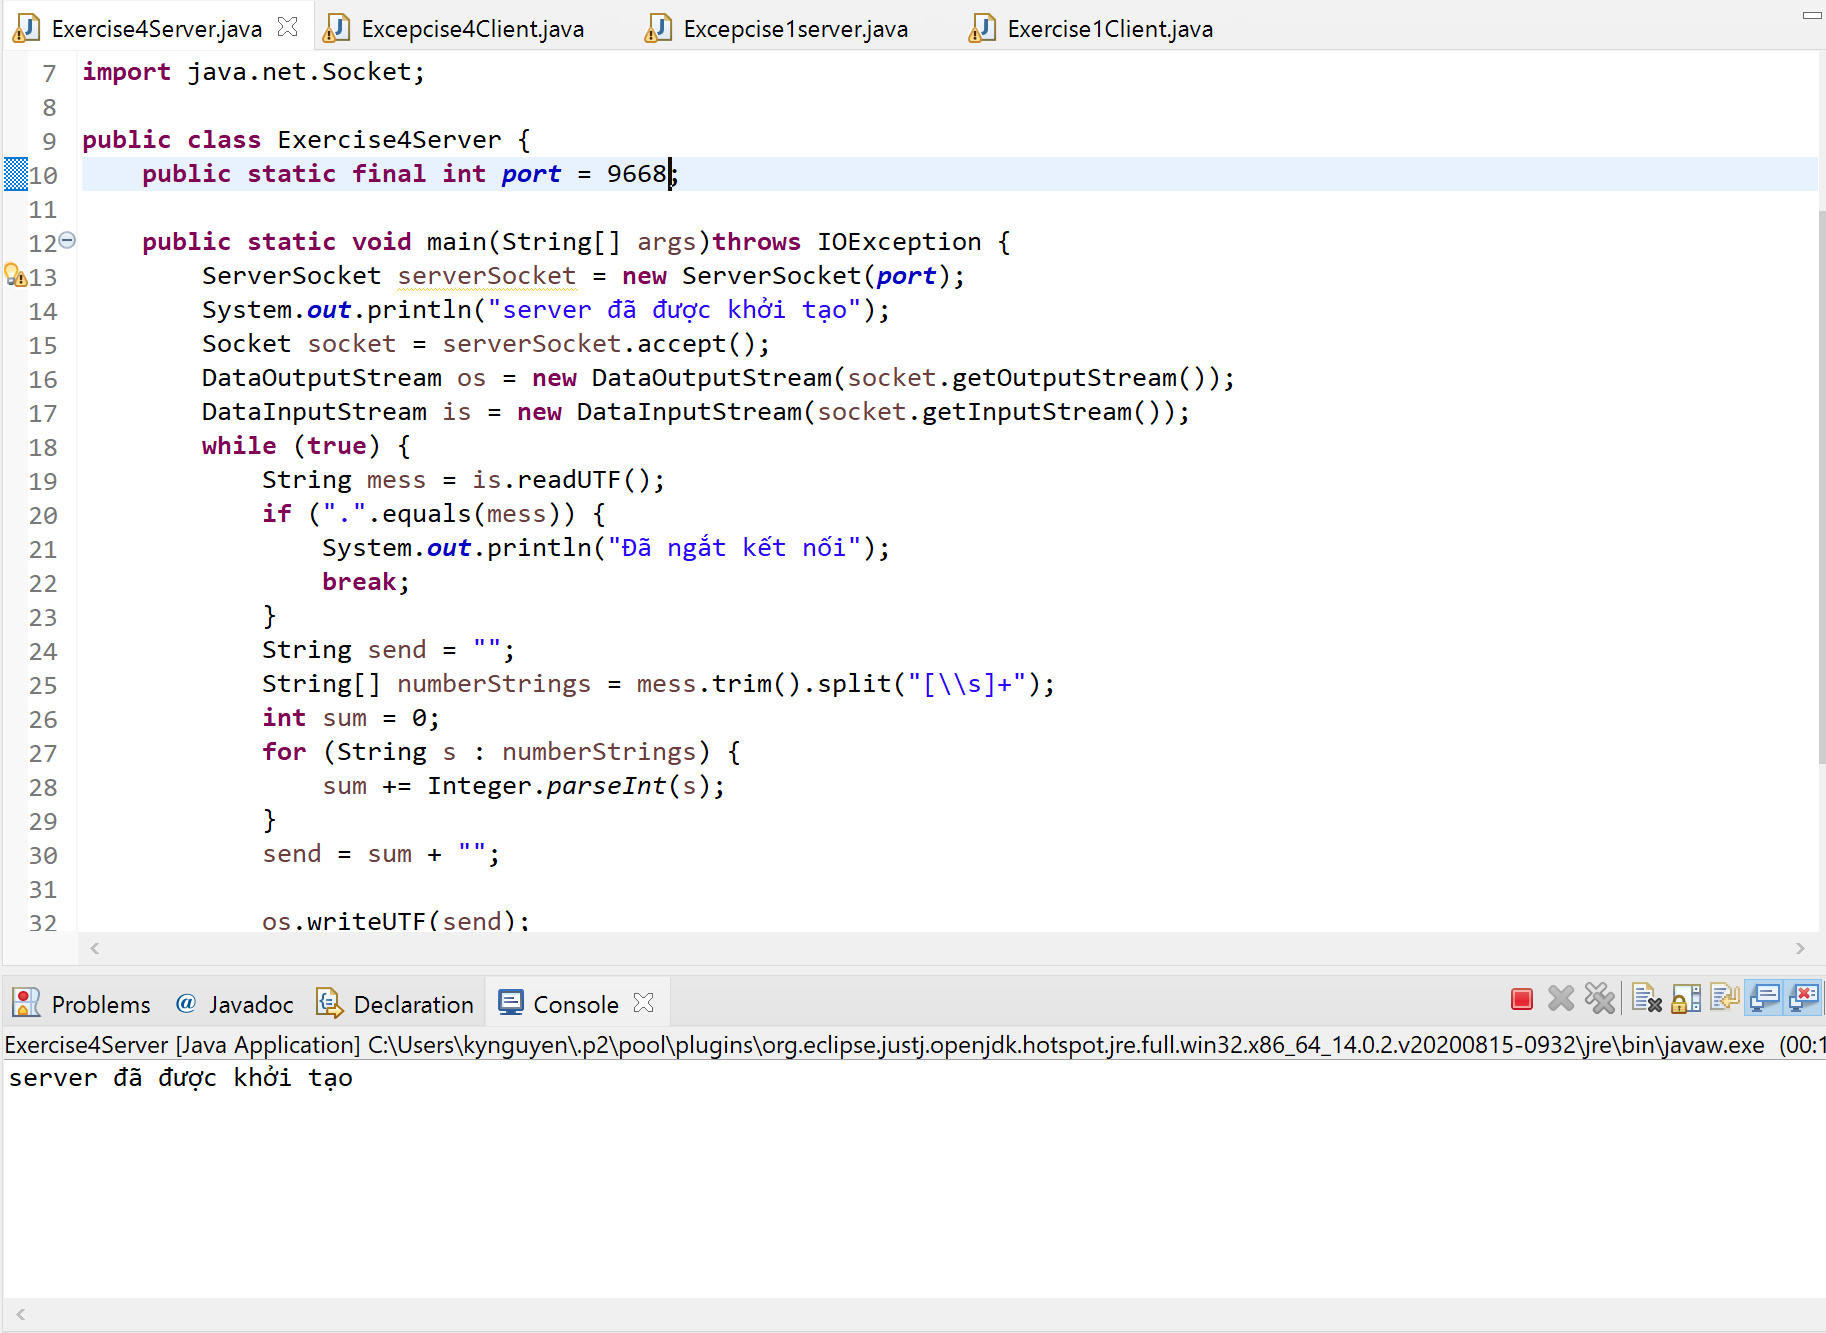 Exercise4Server.java Excepcise4Client.java Excepcise1server.java Exercise1Client.java
7 import java.net.Socket;
8
9 public class Exercise4Server {
10 public static final int port = 9668;
11
12 public static void main(String[] args)throws IOException {
13 ServerSocket serverSocket = new ServerSocket(port);
14 System.out.println("server đã được khởi tạo");
15 Socket socket = serverSocket.accept();
16 DataOutputStream os = new DataOutputStream(socket.getOutputStream());
17 DataInputStream is = new DataInputStream(socket.getInputStream());
18 while (true) {
19 String mess = is.readUTF();
20 if (".".equals(mess)) {
21 System.out.println("Đã ngắt kết nối");
22 break;
23 }
24 String send = "";
25 String[] numberStrings = mess.trim().split("[\\s]+");
26 int sum = 0;
27 for (String s : numberStrings) {
28 sum += Integer.parseInt(s);
29 }
30 send = sum + "";
31
32 os.writeUTF(send);
Problems @ Javadoc Declaration Console
Exercise4Server [Java Application] C:\Users\kynguyen\.p2\pool\plugins\org.eclipse.justj.openjdk.hotspot.jre.full.win32.x86_64_14.0.2.v20200815-0932\jre\bin\javaw.exe (00:1
server đã được khởi tạo